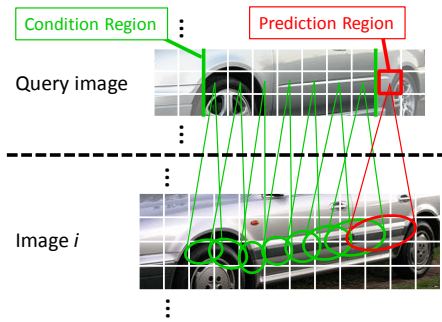 Condition Region
Prediction Region
Query image
Image i